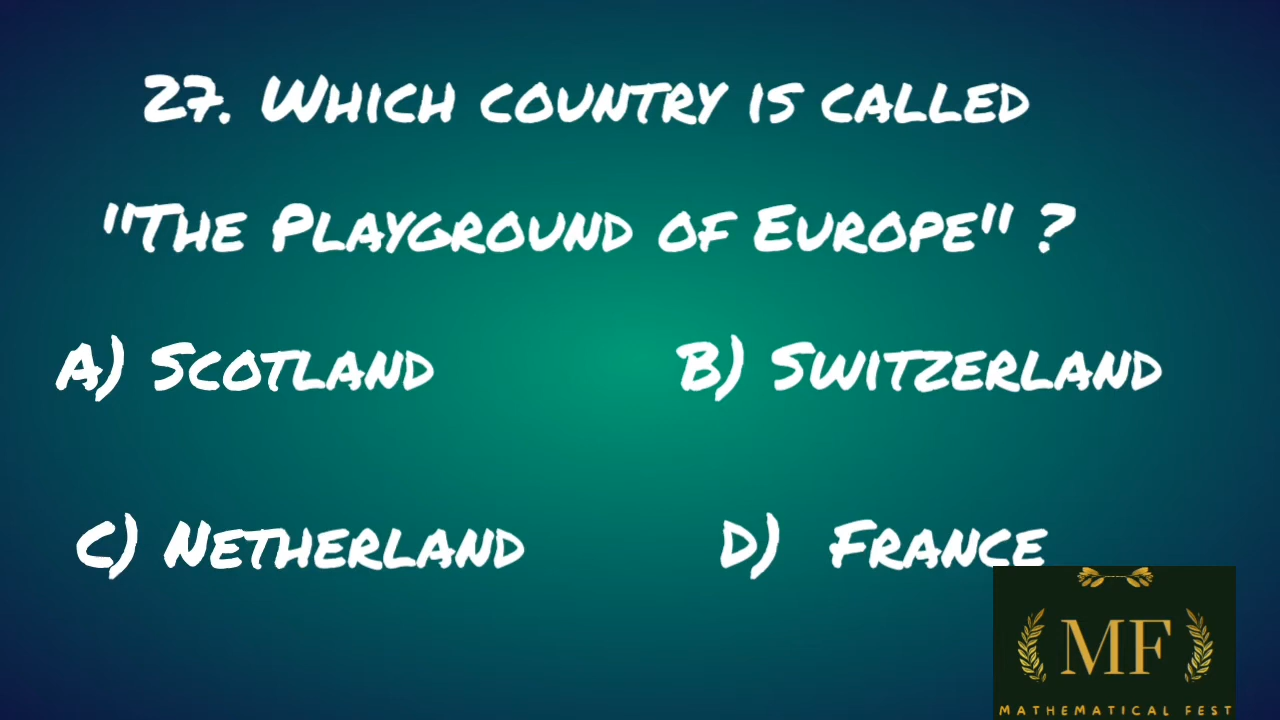 27. Which country is called
"The Playground of Europe" ?
A) Scotland B) Switzerland
C) Netherland D) France
MF
MATHEMATICAL FEST